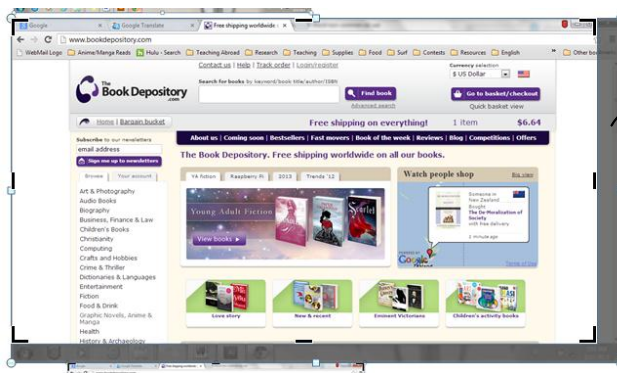 Google
Google Translate
Free shipping worldwide
www.bookdepository.com
WebMail Logo
Anime/Manga Reads
Hulu - Search
Teaching Abroad
Research
Teaching
Supplies
Food
Surf
Contests
Resources
English
»
Contact us | Help | Track order | Login/register
Currency selection
$ US Dollar
The Book Depository .com
Search for books by keyword/book title/author/ISBN
Find book
Advanced search
Go to basket/checkout
Quick basket view
Home | Bargain bucket
Free shipping on everything!
1 item
$6.64
Subscribe to our newsletters
email address
Sign me up to newsletters
About us | Coming soon | Bestsellers | Fast movers | Book of the week | Reviews | Blog | Competitions | Offers
The Book Depository. Free shipping worldwide on all our books.
Browse
Your account
YA fiction
Raspberry Pi
2013
Trends '12
Watch people shop
Big view
Young Adult Fiction
View books
Scarlet
Someone in
New Zealand
Bought
The De-Moralization of
Society
with free delivery
1 minute ago
Google
Terms of Use
Art & Photography
Audio Books
Biography
Business, Finance & Law
Children's Books
Christianity
Computing
Crafts and Hobbies
Crime & Thriller
Dictionaries & Languages
Entertainment
Fiction
Food & Drink
Graphic Novels, Anime &
Manga
Health
History & Archaeology
Love story
New & recent
Eminent Victorians
Children's activity books